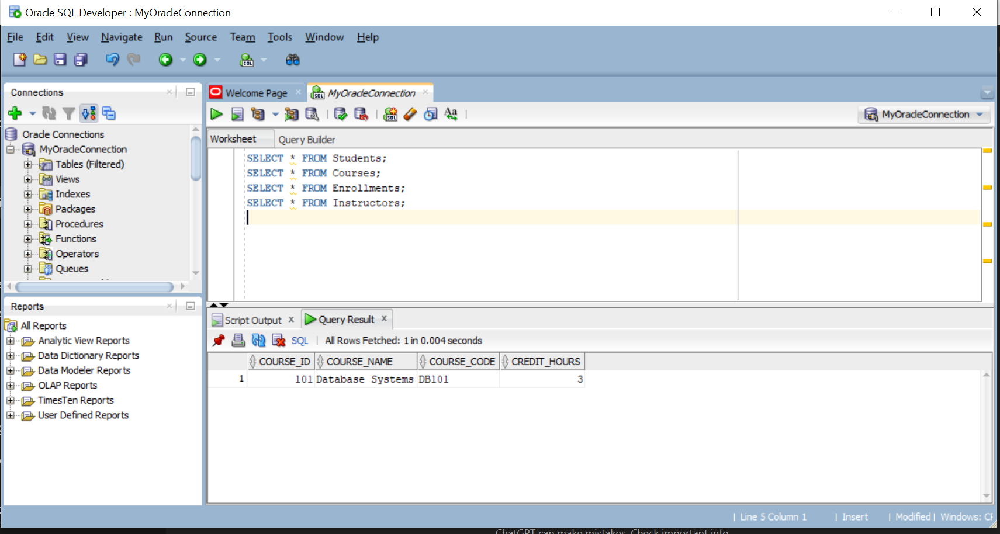 Oracle SQL Developer : MyOracleConnection
File Edit View Navigate Run Source Team Tools Window Help
Connections
Oracle Connections
MyOracleConnection
Tables (Filtered)
Views
Indexes
Packages
Procedures
Functions
Operators
Queues
Reports
All Reports
Analytic View Reports
Data Dictionary Reports
Data Modeler Reports
OLAP Reports
TimesTen Reports
User Defined Reports
Welcome Page MyOracleConnection
MyOracleConnection
Worksheet Query Builder
SELECT * FROM Students;
SELECT * FROM Courses;
SELECT * FROM Enrollments;
SELECT * FROM Instructors;
Script Output Query Result
SQL | All Rows Fetched: 1 in 0.004 seconds
COURSE_ID COURSE_NAME COURSE_CODE CREDIT_HOURS
1 101 Database Systems DB101 3
| Line 5 Column 1 | Insert | Modified | Windows: CF
ChatGPT can make mistakes. Check important info.